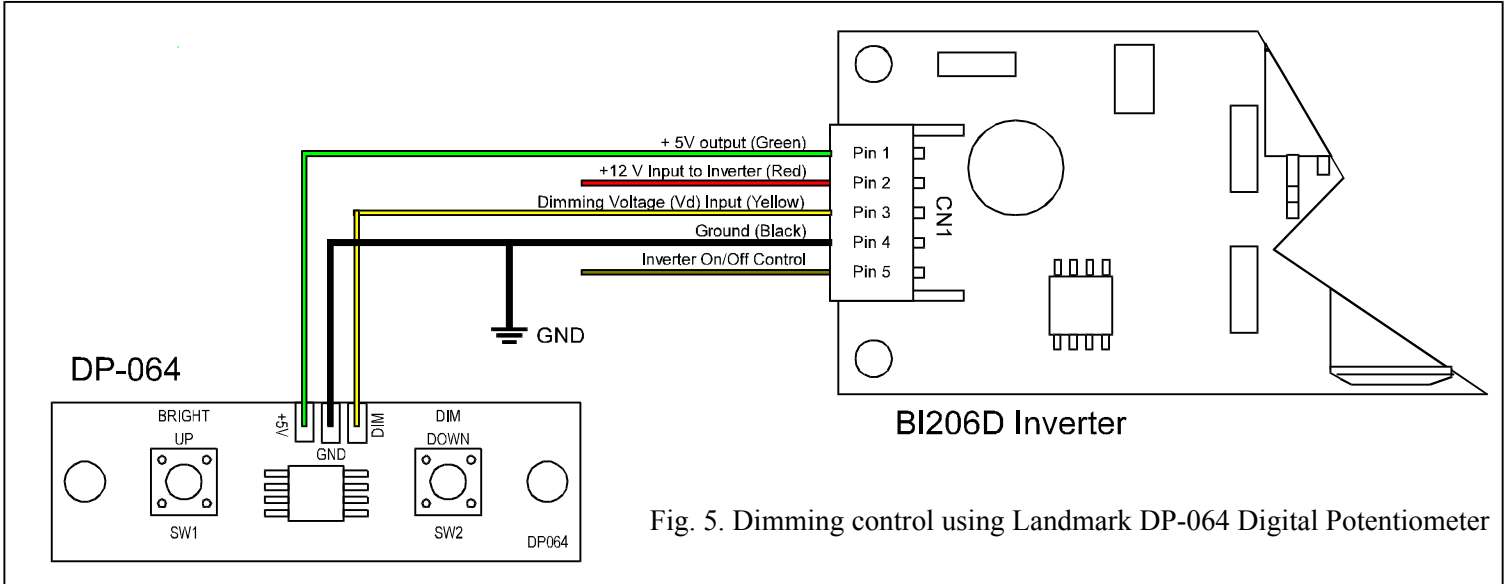 + 5V output (Green)
+12 V Input to Inverter (Red)
Dimming Voltage (Vd) Input (Yellow)
Ground (Black)
Inverter On/Off Control
Pin 1
Pin 2
Pin 3
Pin 4
Pin 5
CN1
GND
BI206D Inverter
DP-064
BRIGHT
UP
+5V
GND
DIM
DIM
DOWN
SW1
SW2
DP064
Fig. 5. Dimming control using Landmark DP-064 Digital Potentiometer